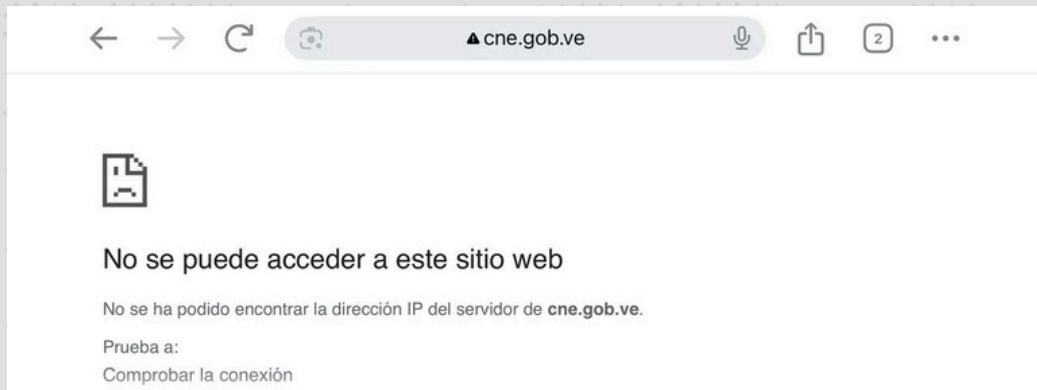 cne.gob.ve
2
No se puede acceder a este sitio web
No se ha podido encontrar la dirección IP del servidor de cne.gob.ve.
Prueba a:
Comprobar la conexión